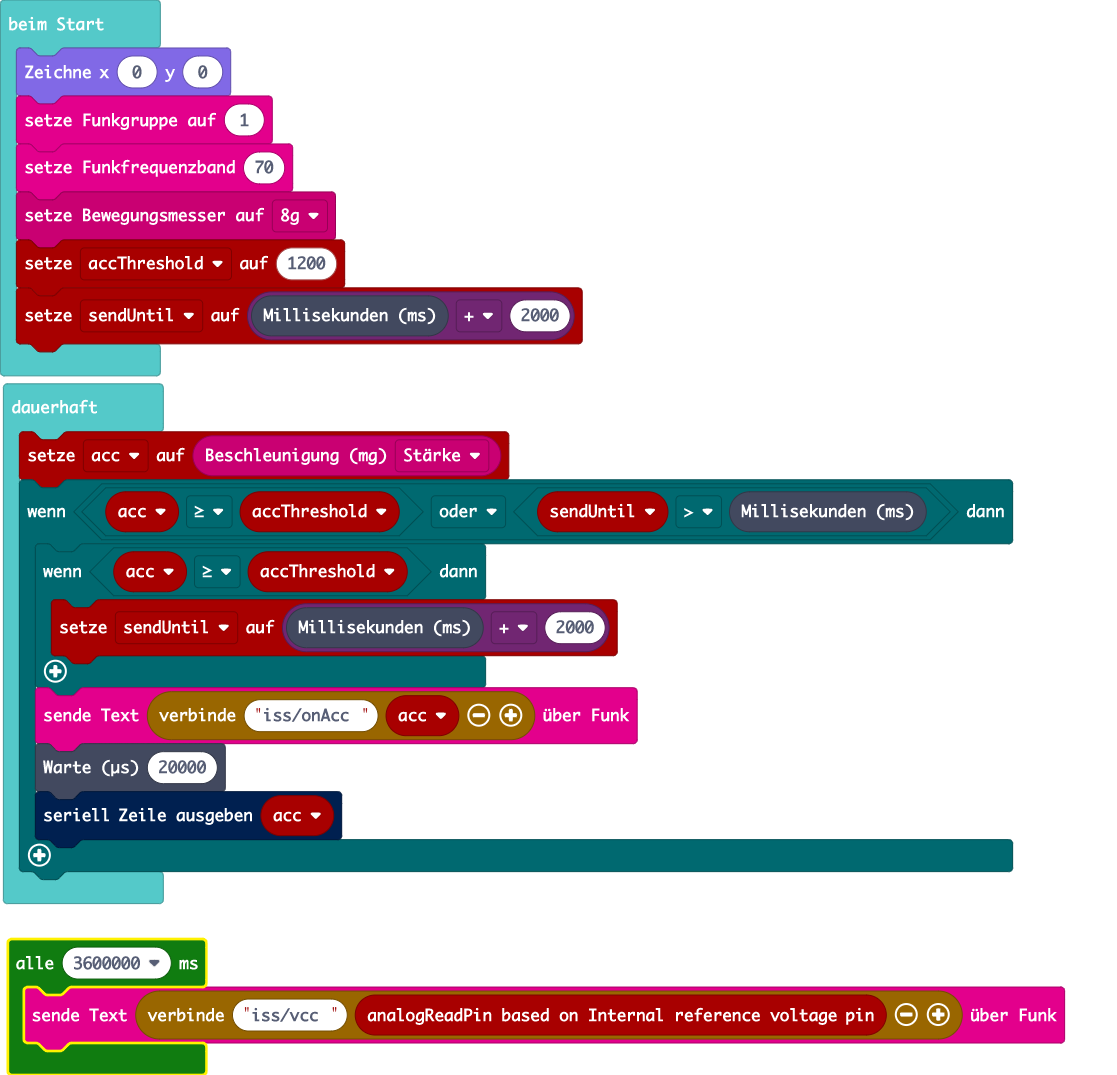 beim Start
Zeichne x 0 y 0
setze Funkgruppe auf 1
setze Funkfrequenzband 70
setze Bewegungsmesser auf 8g
setze accThreshold auf 1200
setze sendUntil auf Millisekunden (ms) + 2000
dauerhaft
setze acc auf Beschleunigung (mg) Stärke
wenn acc ≥ accThreshold oder sendUntil > Millisekunden (ms) dann
wenn acc ≥ accThreshold dann
setze sendUntil auf Millisekunden (ms) + 2000
sende Text verbinde "iss/onAcc " acc über Funk
Warte (µs) 20000
seriell Zeile ausgeben acc
alle 3600000 ms
sende Text verbinde "iss/vcc " analogReadPin based on Internal reference voltage pin über Funk